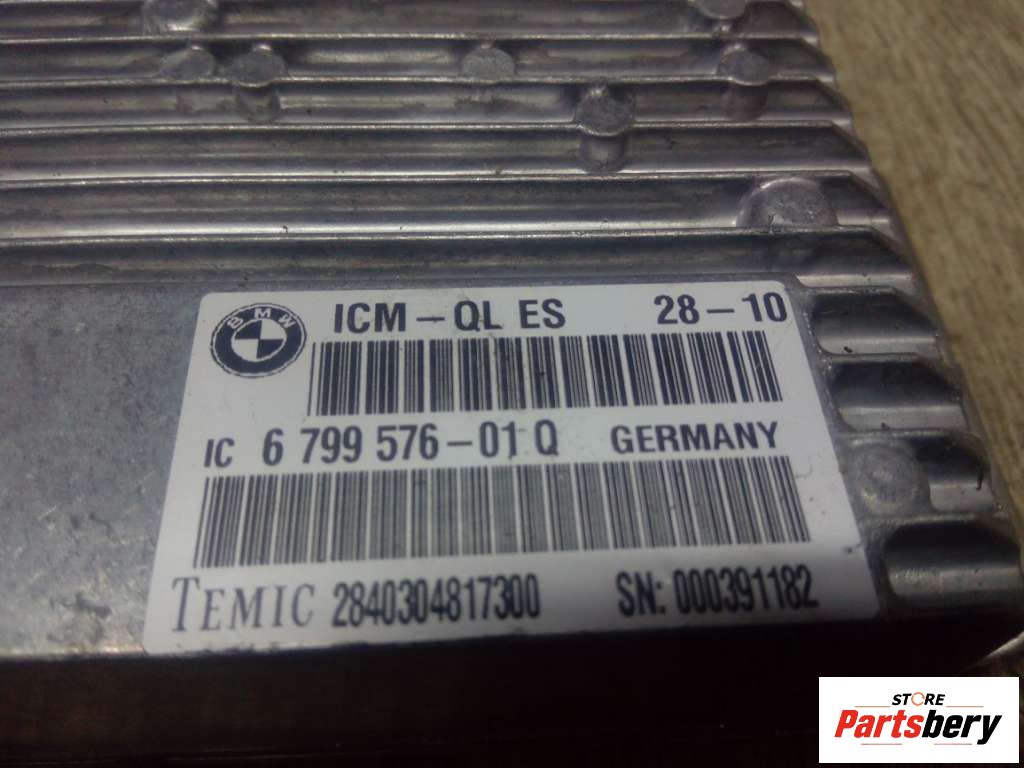 BMW
ICM-QL ES 28-10
IC 6 799 576-01 Q GERMANY
TEMIC 2840304817300 SN: 000391182
STORE
Partsbery